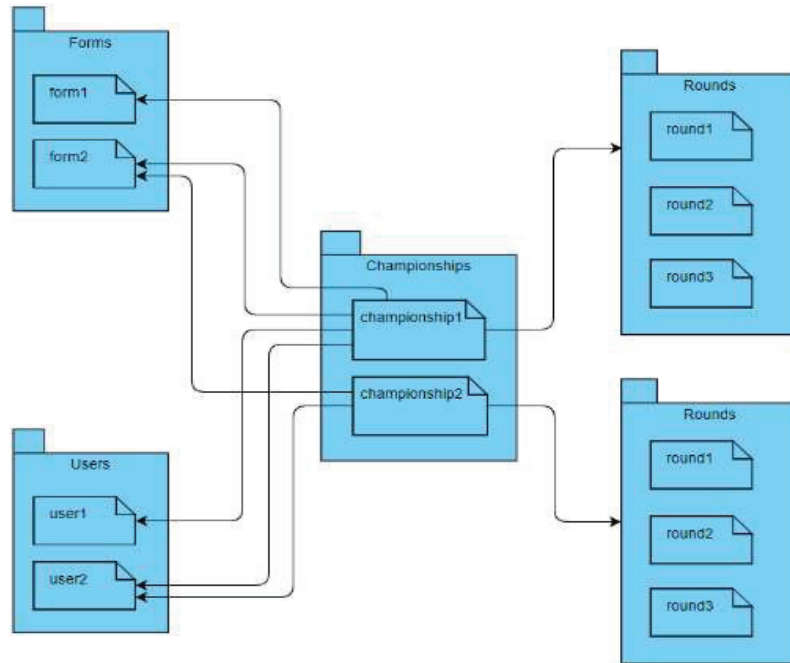 Forms
form1
form2
Users
user1
user2
Championships
championship1
championship2
Rounds
round1
round2
round3
Rounds
round1
round2
round3